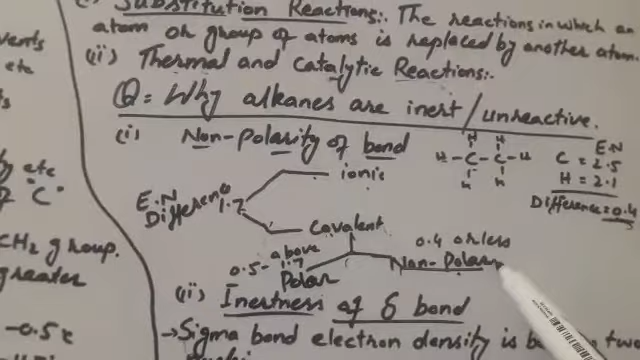 Substitution Reactions:. The reactions in which an
atom or group of atoms is replaced by another atom.
(ii) Thermal and catalytic Reactions:.
Q= Why alkanes are inert/unreactive.
(i) Non-Polarity of bond
H H
H-C-C-H
H H
E.N
C = 2.5
H = 2.1
Difference=0.4
ionic
E.N
Difference 1.7
Covalent
0.5-1.7 above
Polar
0.4 or less
Non-Polar
(ii) Inertness of δ bond
→Sigma bond electron density is two
etc
"C"
CH2 group.
-0.5